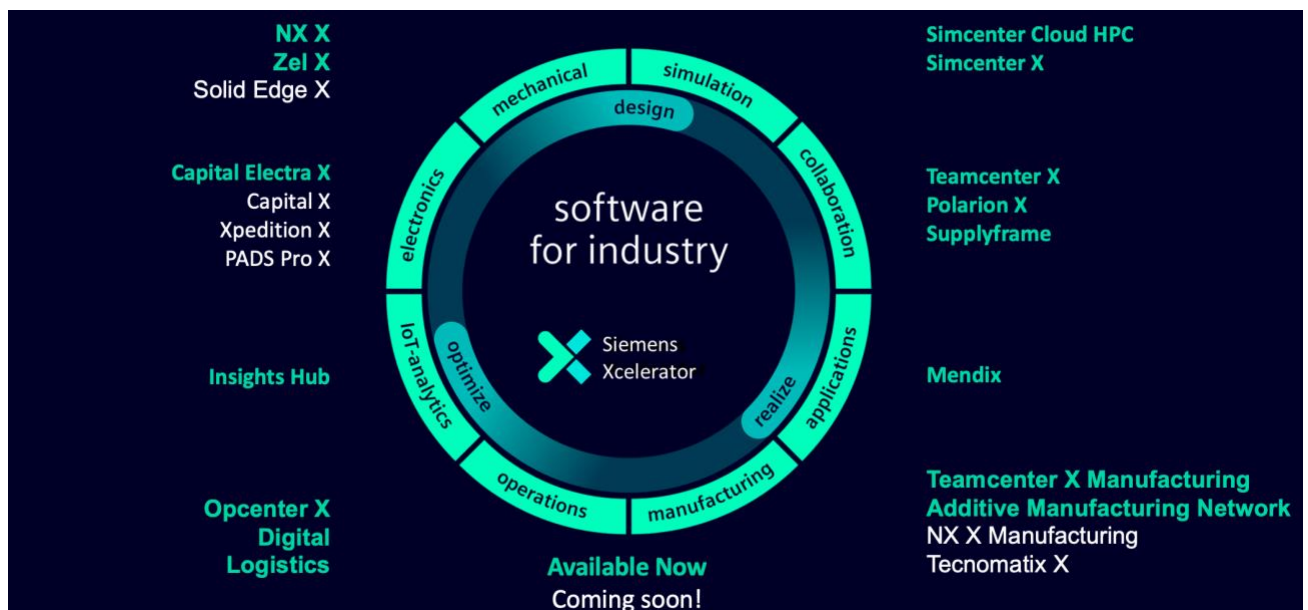 NX X
Zel X
Solid Edge X
Capital Electra X
Capital X
Xpedition X
PADS Pro X
Insights Hub
Opcenter X
Digital
Logistics
mechanical
simulation
collaboration
applications
manufacturing
operations
IoT-analytics
electronics
design
realize
optimize
software
for industry
Siemens
Xcelerator
Simcenter Cloud HPC
Simcenter X
Teamcenter X
Polarion X
Supplyframe
Mendix
Teamcenter X Manufacturing
Additive Manufacturing Network
NX X Manufacturing
Tecnomatix X
Available Now
Coming soon!